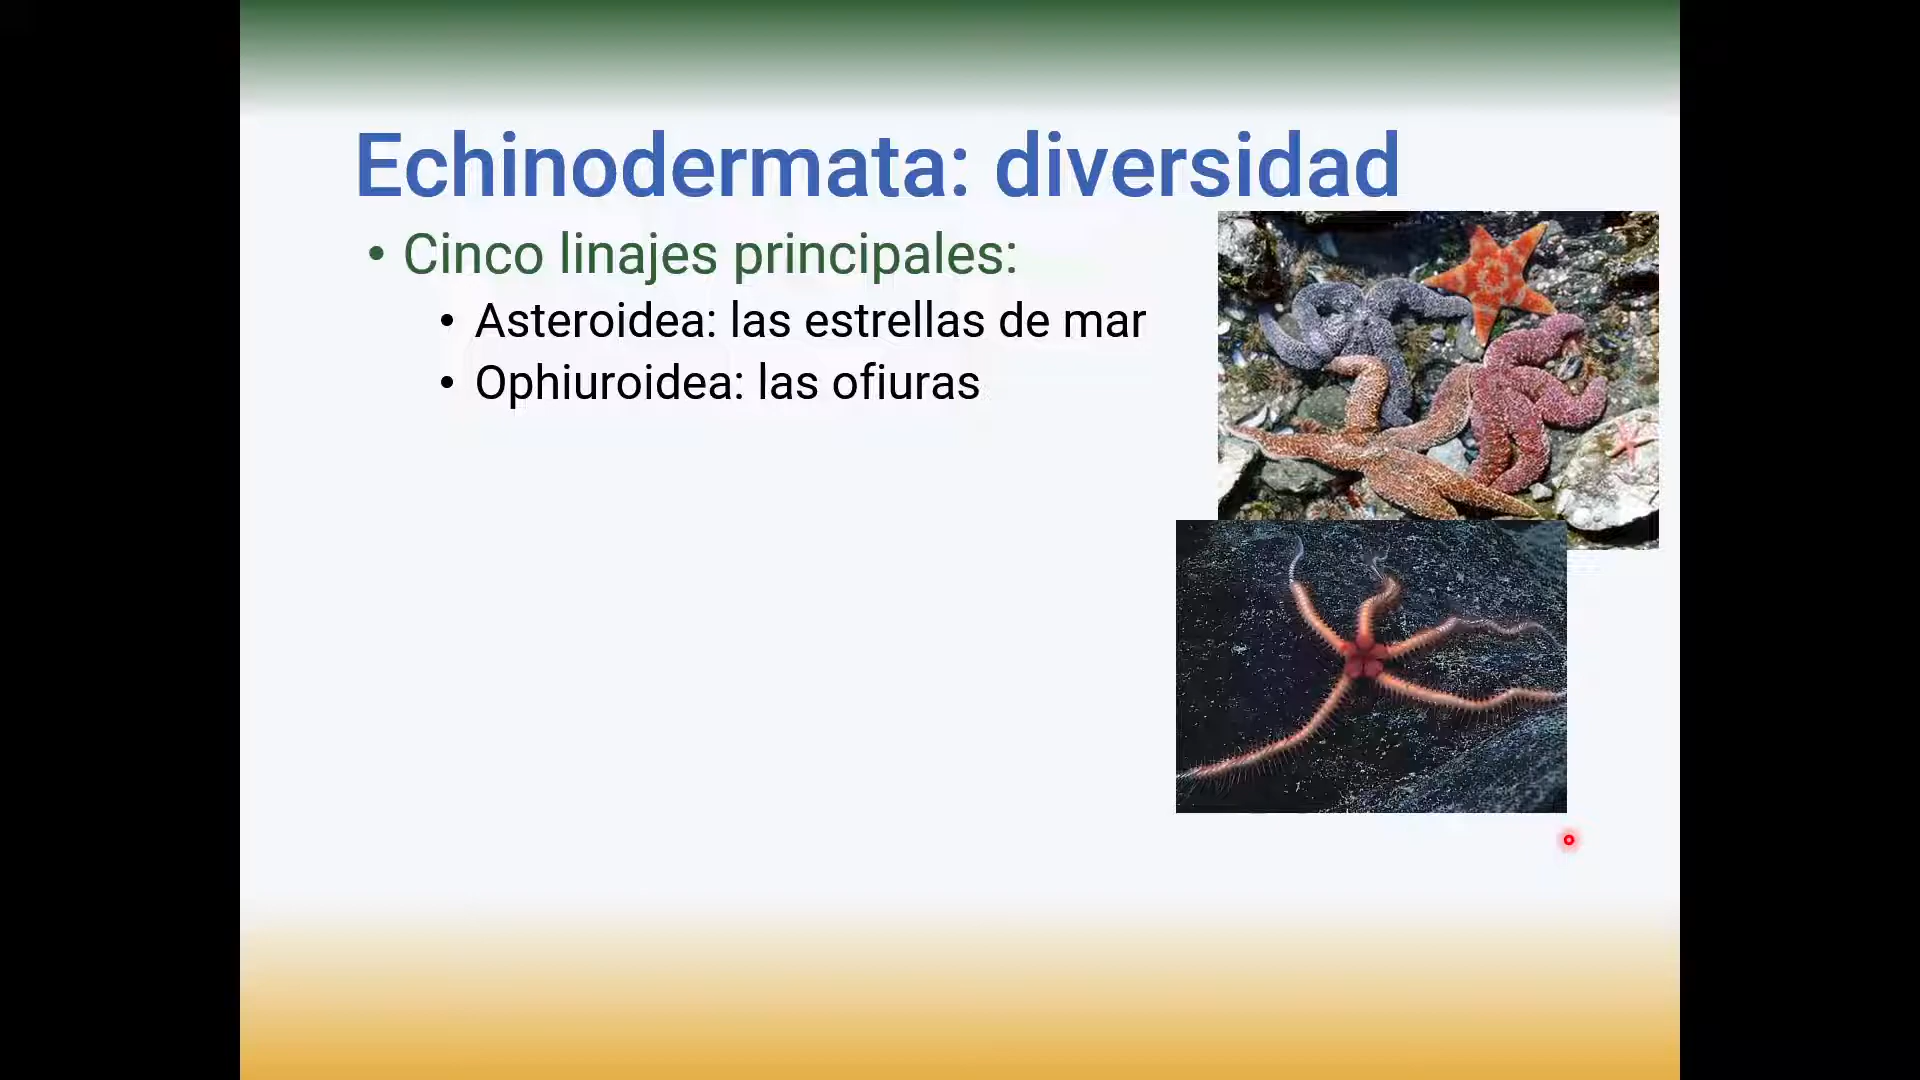 Echinodermata: diversidad
• Cinco linajes principales:
• Asteroidea: las estrellas de mar
• Ophiuroidea: las ofiuras